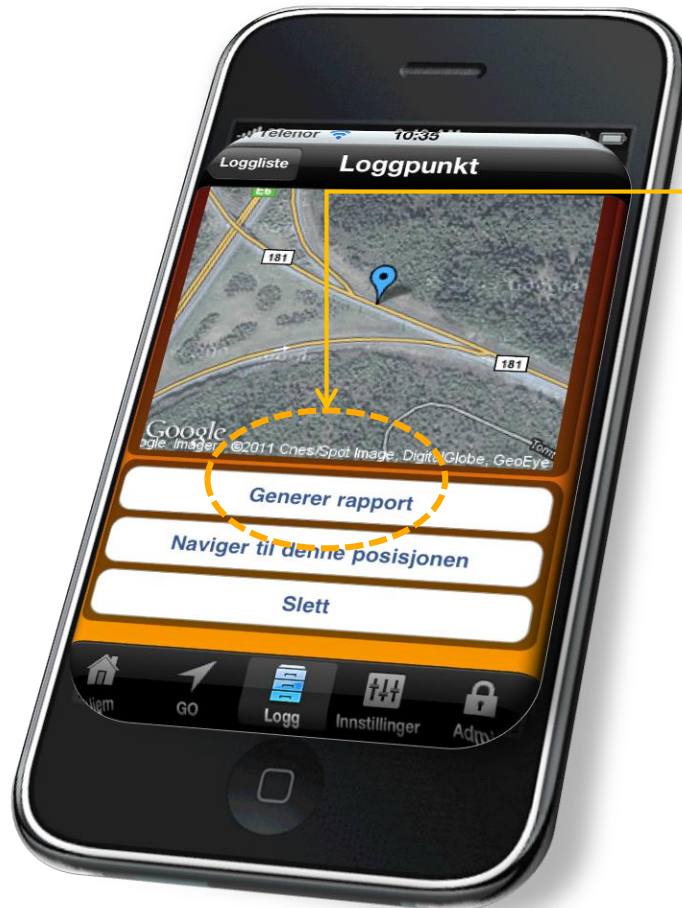 Telenor 10:35
Loggliste
Loggpunkt
E6
181
181
Google
©2011 Cnes/Spot Image, DigitalGlobe, GeoEye
Generer rapport
Naviger til denne posisjonen
Slett
GO
Logg
Innstillinger